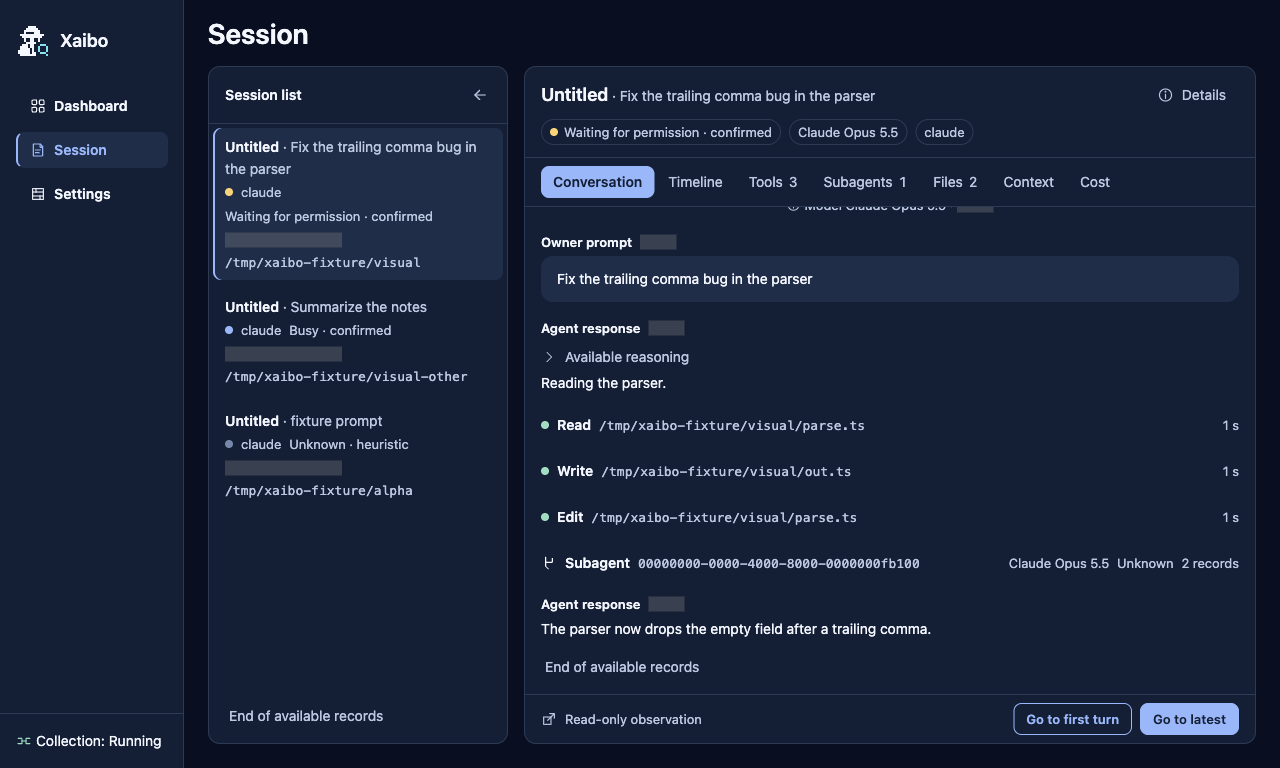 Xaibo
Dashboard
Session
Settings
Collection: Running
Session
Session list
Untitled · Fix the trailing comma bug in
the parser
claude
Waiting for permission · confirmed
/tmp/xaibo-fixture/visual
Untitled · Summarize the notes
claude Busy · confirmed
/tmp/xaibo-fixture/visual-other
Untitled · fixture prompt
claude Unknown · heuristic
/tmp/xaibo-fixture/alpha
End of available records
Untitled · Fix the trailing comma bug in the parser
Details
Waiting for permission · confirmed
Claude Opus 5.5
claude
Conversation Timeline Tools 3 Subagents 1 Files 2 Context Cost
Model Claude Opus 5.5
Owner prompt
Fix the trailing comma bug in the parser
Agent response
Available reasoning
Reading the parser.
Read /tmp/xaibo-fixture/visual/parse.ts 1 s
Write /tmp/xaibo-fixture/visual/out.ts 1 s
Edit /tmp/xaibo-fixture/visual/parse.ts 1 s
Subagent 00000000-0000-4000-8000-0000000fb100 Claude Opus 5.5 Unknown 2 records
Agent response
The parser now drops the empty field after a trailing comma.
End of available records
Read-only observation
Go to first turn
Go to latest